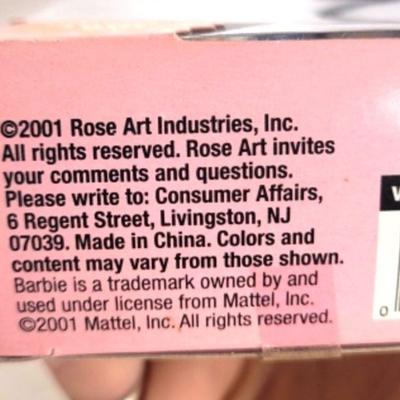 ©2001 Rose Art Industries, Inc.
All rights reserved. Rose Art invites
your comments and questions.
Please write to: Consumer Affairs,
6 Regent Street, Livingston, NJ
07039. Made in China. Colors and
content may vary from those shown.
Barbie is a trademark owned by and
used under license from Mattel, Inc.
©2001 Mattel, Inc. All rights reserved.
0